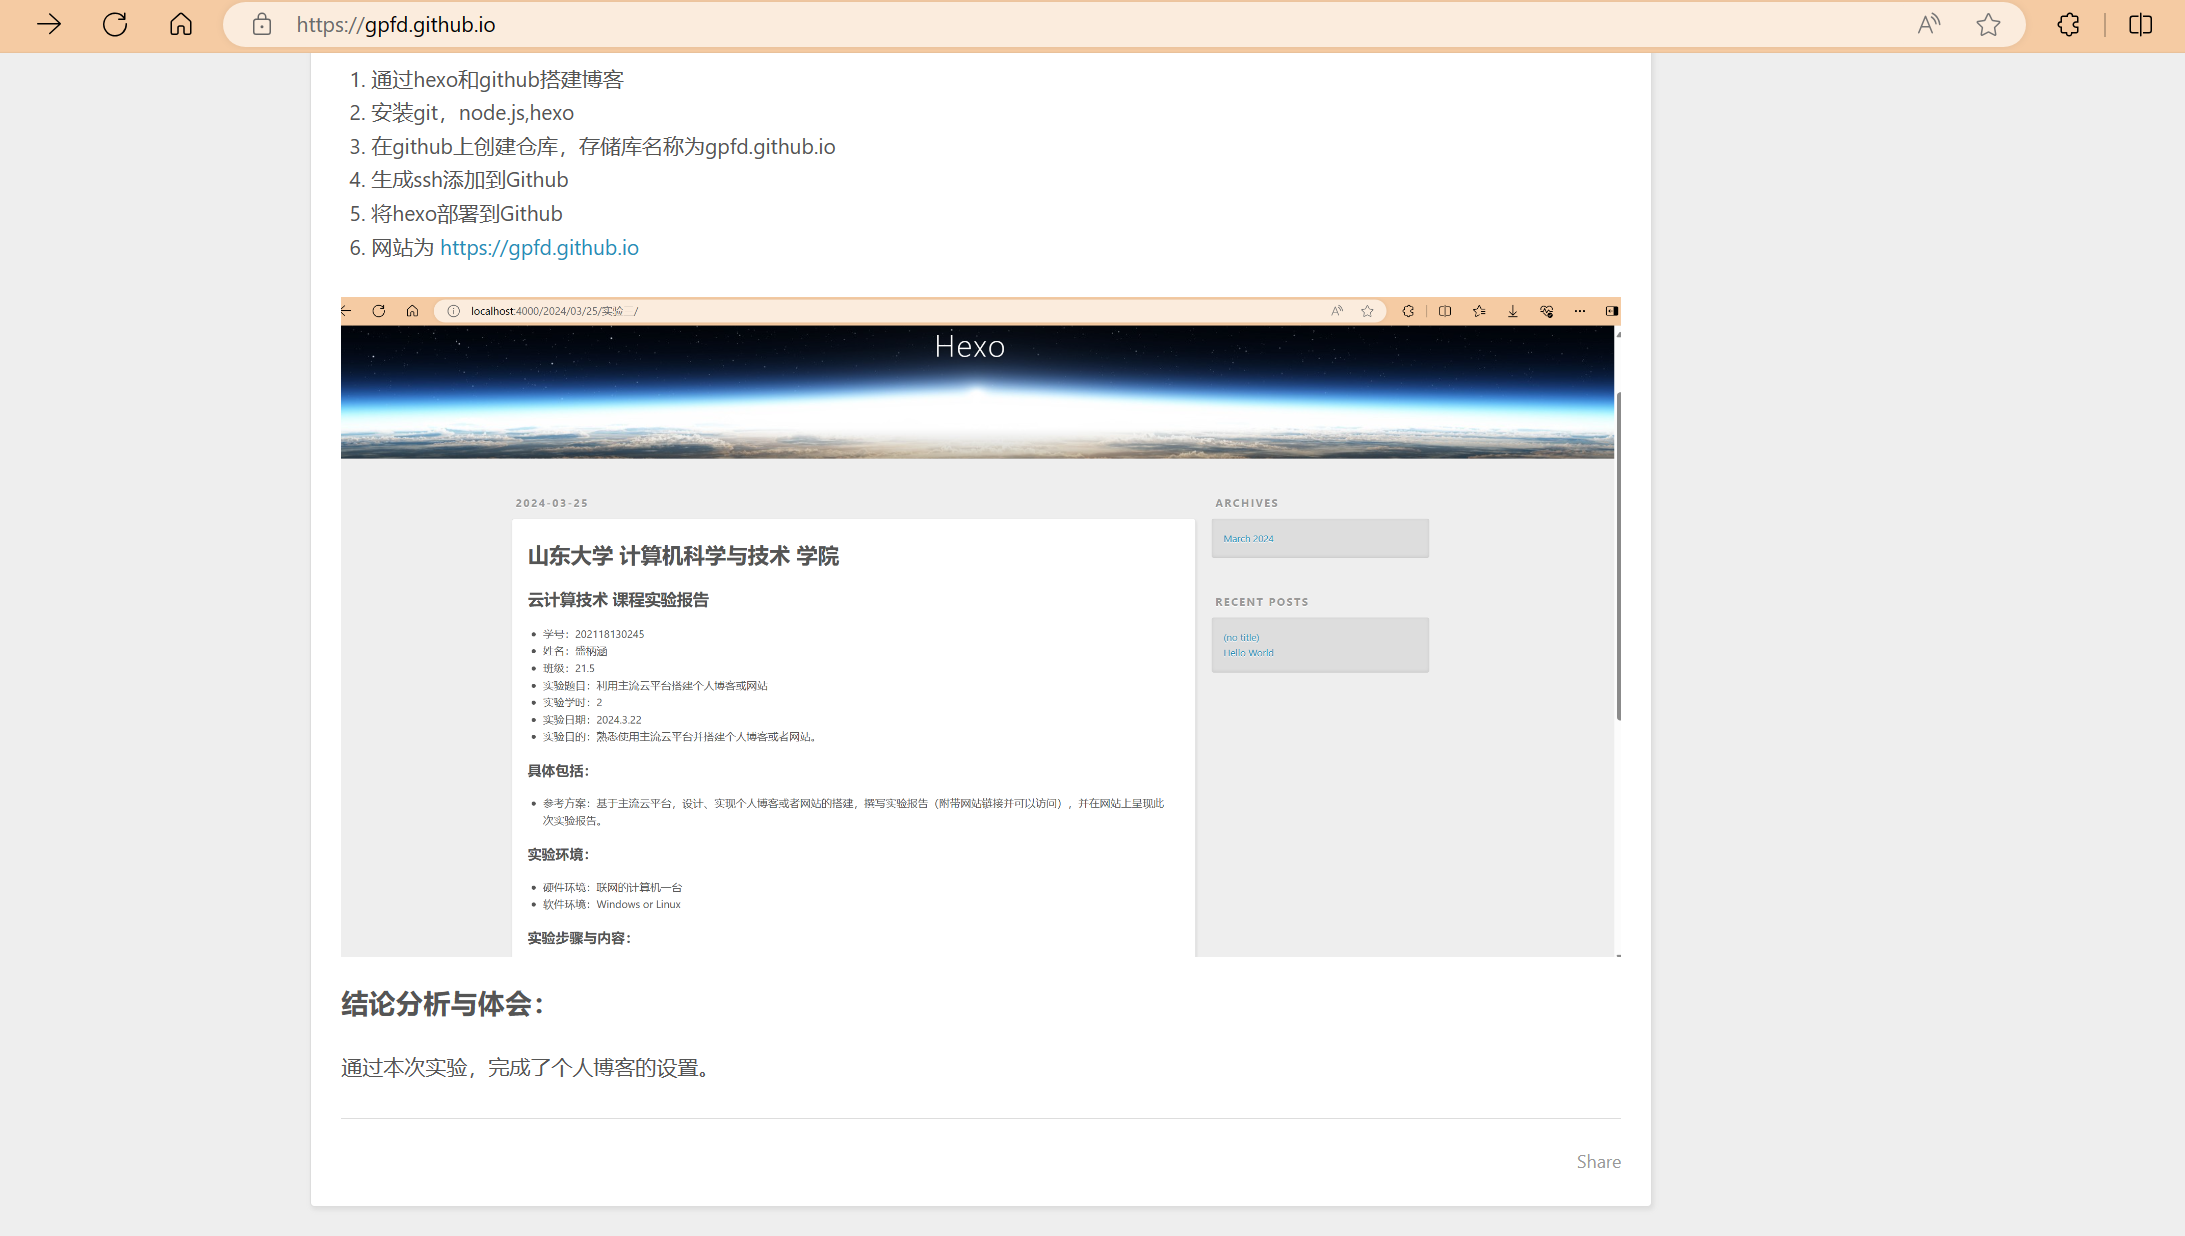 https://gpfd.github.io
1. 通过hexo和github搭建博客
2. 安装git，node.js,hexo
3. 在github上创建仓库，存储库名称为gpfd.github.io
4. 生成ssh添加到Github
5. 将hexo部署到Github
6. 网站为 https://gpfd.github.io
localhost:4000/2024/03/25/实验二/
Hexo
2024-03-25
山东大学 计算机科学与技术 学院
云计算技术 课程实验报告
学号：202118130245
姓名：盛柄涵
班级：21.5
实验题目：利用主流云平台搭建个人博客或网站
实验学时：2
实验日期：2024.3.22
实验目的：熟悉使用主流云平台并搭建个人博客或者网站。
具体包括：
参考方案：基于主流云平台，设计、实现个人博客或者网站的搭建，撰写实验报告（附带网站链接并可以访问），并在网站上呈现此
次实验报告。
实验环境：
硬件环境：联网的计算机一台
软件环境：Windows or Linux
实验步骤与内容：
ARCHIVES
March 2024
RECENT POSTS
(no title)
Hello World
结论分析与体会：
通过本次实验，完成了个人博客的设置。
Share